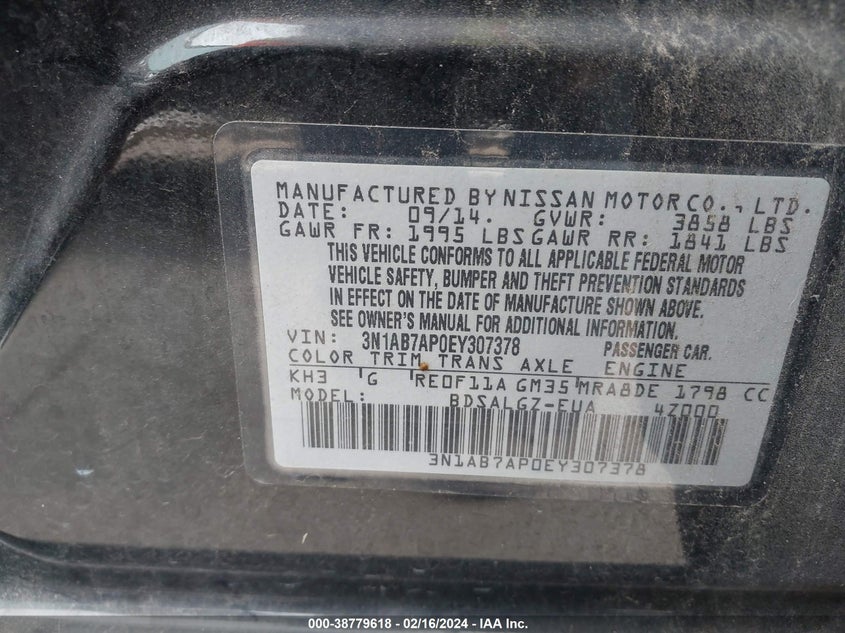 MANUFACTURED BY NISSAN MOTOR CO., LTD.
DATE: 09/14. GVWR: 3858 LBS
GAWR FR: 1995 LBS GAWR RR: 1841 LBS
THIS VEHICLE CONFORMS TO ALL APPLICABLE FEDERAL MOTOR
VEHICLE SAFETY, BUMPER AND THEFT PREVENTION STANDARDS
IN EFFECT ON THE DATE OF MANUFACTURE SHOWN ABOVE.
SEE OWNER'S MANUAL FOR ADDITIONAL INFORMATION.
VIN: 3N1AB7AP0EY307378 PASSENGER CAR.
COLOR TRIM TRANS AXLE ENGINE
KH3 G RE0F11A GM35 MRA8DE 1798 CC
MODEL: BDSALGZ-EUA 4Z000
3N1AB7AP0EY307378
000-38779618 - 02/16/2024 - IAA Inc.